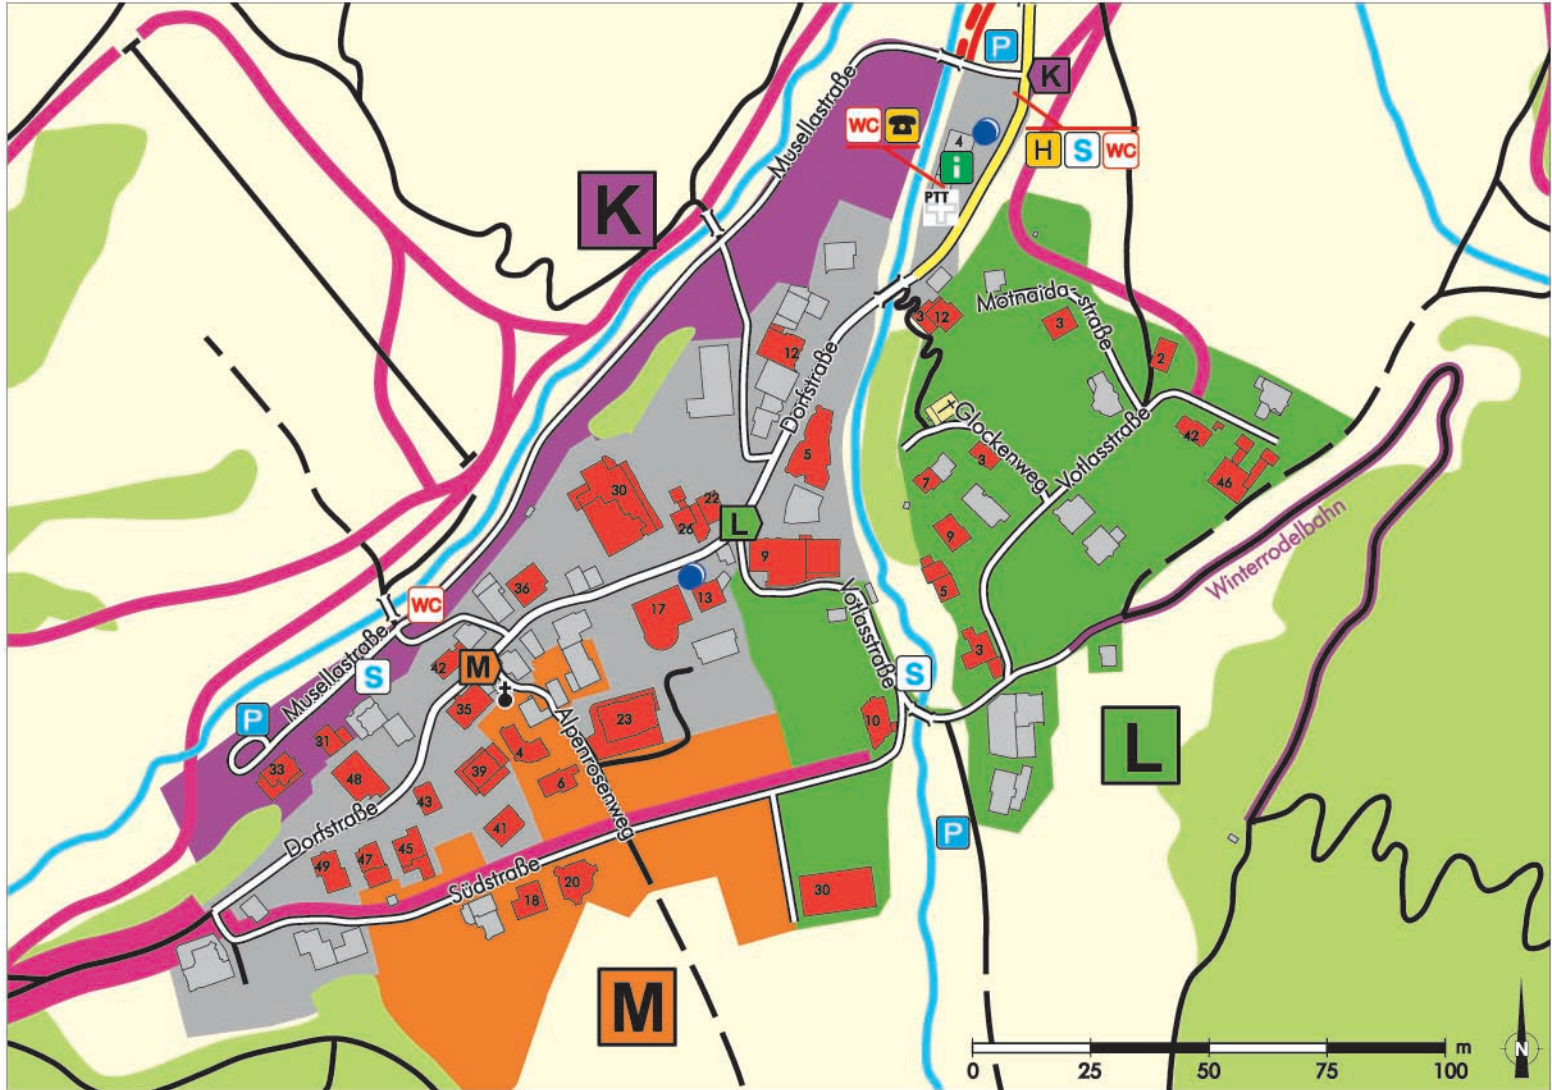 P
K
Musellastraße
WC
4
H
S
WC
i
PTT
K
Motnaida-straße
3
12
3
12
2
Dorfstraße
Glockenweg
Votlasstraße
42
3
5
7
46
30
22
26
L
9
9
Winterrodelbahn
36
5
WC
17
13
Votlasstraße
Musellastraße
42
M
3
S
S
35
23
10
P
31
Alpenrosenweg
4
L
33
48
39
6
43
Dorfstraße
41
P
49
47
45
Südstraße
20
18
30
M
m
N
0
25
50
75
100